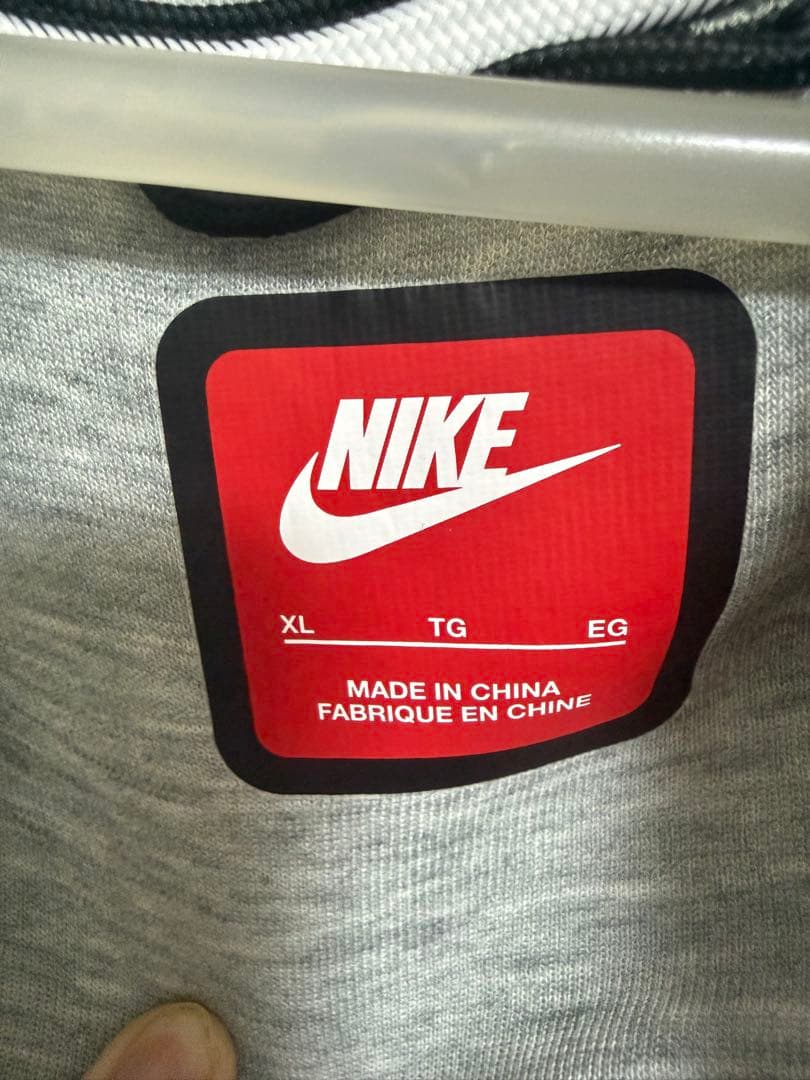 NIKE
XL TG EG
MADE IN CHINA
FABRIQUE EN CHINE